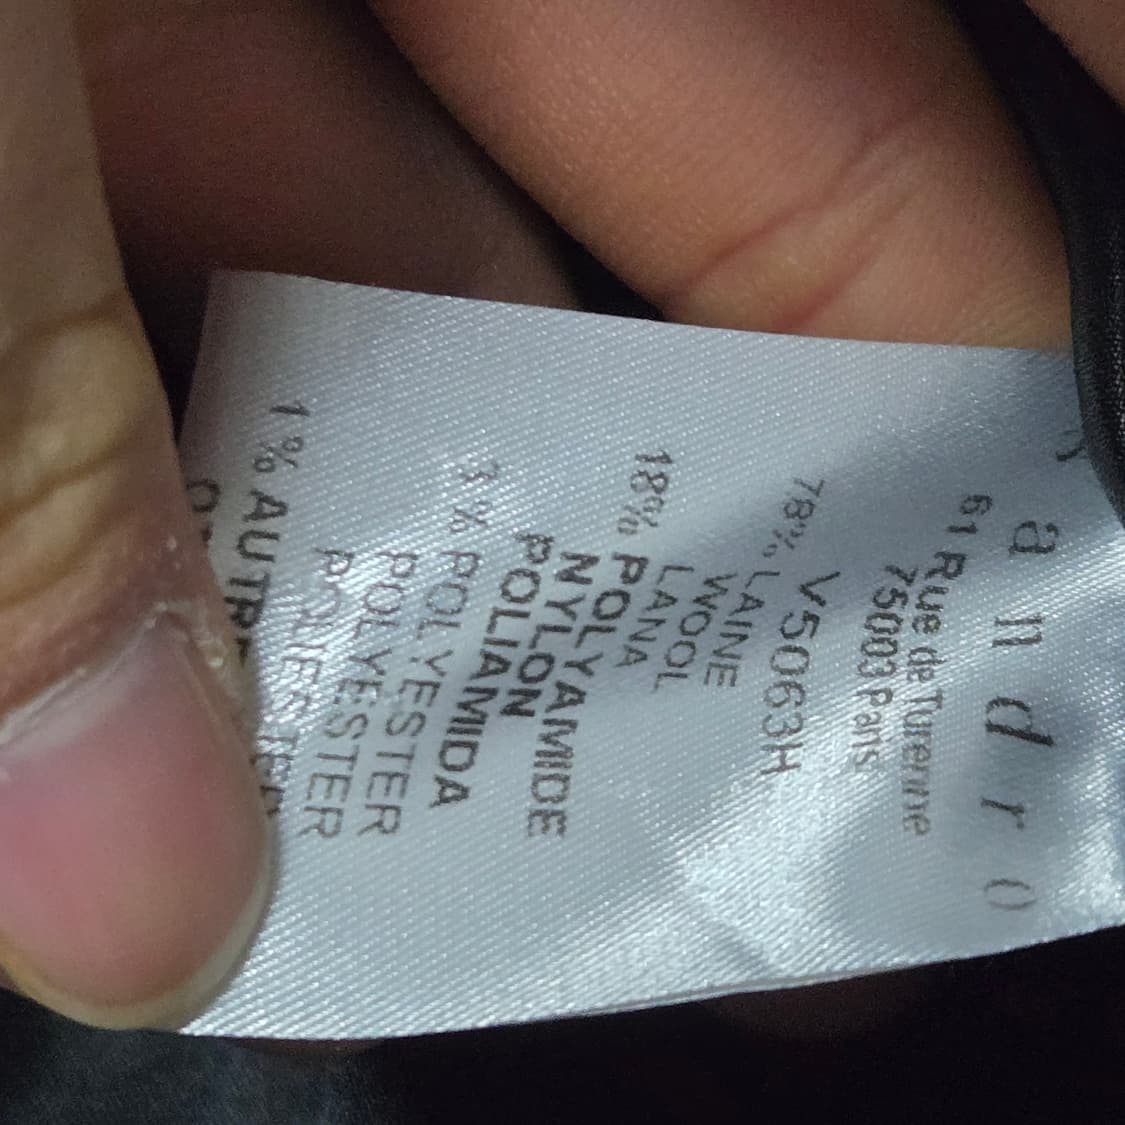 andro
61 Rue de Turenne
75003 Paris
V5063H
78% LAINE
WOOL
LANA
18% POLYAMIDE
NYLON
POLIAMIDA
3 % POLYESTER
POLYESTER
POLIESTER
1 % AUTRE